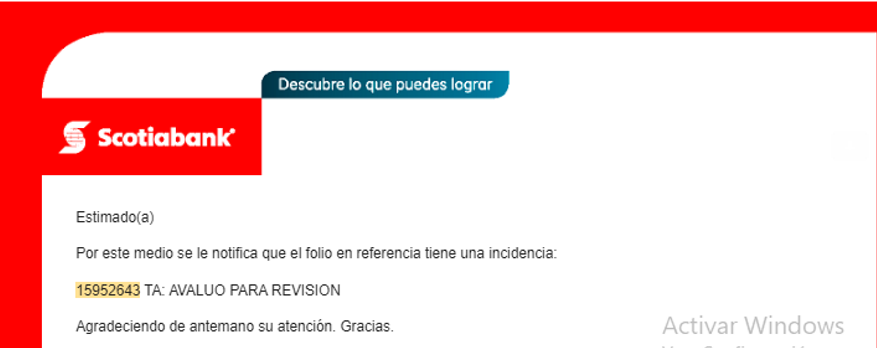 Descubre lo que puedes lograr
Scotiabank
Estimado(a)
Por este medio se le notifica que el folio en referencia tiene una incidencia:
15952643 TA: AVALUO PARA REVISION
Agradeciendo de antemano su atención. Gracias.
Activar Windows